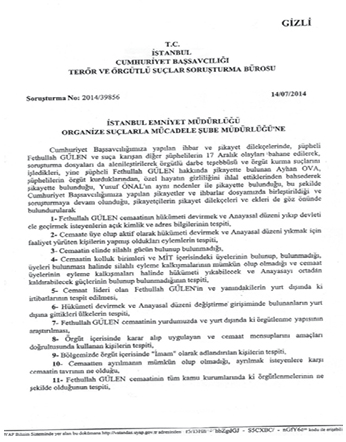 GİZLİ
T.C.
İSTANBUL
CUMHURİYET BAŞSAVCILIĞI
TERÖR VE ÖRGÜTLÜ SUÇLAR SORUŞTURMA BÜROSU
Soruşturma No: 2014/39856 14/07/2014
İSTANBUL EMNİYET MÜDÜRLÜĞÜ
ORGANİZE SUÇLARLA MÜCADELE ŞUBE MÜDÜRLÜĞÜ'NE
Cumhuriyet Başsavcılığımıza yapılan ihbar ve şikayet dilekçelerinde, şüpheli
Fethullah GÜLEN ve suça karışan diğer şüphelilerin 17 Aralık olayları bahane edilerek,
soruşturma dosyaları da alenileştirilerek örgütlü darbe teşebbüsü ve örgüt kurma suçlarını
işledikleri, yine şüpheli Fethullah GÜLEN hakkında şikayette bulunan Ayhan OVA,
şüphelilerin örgüt kurduklarından, özel hayatın gizliliğini ihlal ettiklerinden bahsederek
şikayette bulunduğu, Yusuf ÜNAL'ın aynı nedenler ile şikayette bulunduğu, bu şekilde
Cumhuriyet Başsavcılığımıza yapılan şikayetler ve ihbarlar dosyamızda birleştirildiği ve
soruşturmaya devam olunduğu, şikayetçilerin şikayet dilekçeleri ve ekleri de göz önünde
bulundurularak
1- Fethullah GÜLEN cemaatinin hükümeti devirmek ve Anayasal düzeni yıkıp devleti
ele geçirmek isteyenlerin açık kimlik ve adres bilgilerinin tespiti,
2- Cemaate üye olup aktif olarak hükümeti devirmek ve Anayasal düzeni yıkmak için
faaliyet yürüten kişilerin yapmış oldukları eylemlerin tespiti,
3- Cemaatin elinde silahlı gücün bulunup bulunmadığı,
4- Cemaatin kolluk birimleri ve MİT içerisindeki üyelerinin bulunup, bulunmadığı,
üyeleri bulunması halinde silahlı eyleme kalkışmalarının mümkün olup olmadığı ve cemaat
üyelerinin eyleme kalkışmaları halinde hükümeti yıkabilecek ve Anayasayı ortadan
kaldırabilecek güçlerinin bulunup bulunmadığının tespiti,
5- Cemaat lideri olan Fethullah GÜLEN'in ve yanındakilerin yurt dışında ki
irtibatlarının tespit edilmesi,
6- Hükümeti devirmek ve Anayasal düzeni değiştirme girişiminde bulunanların yurt
dışına gittikleri ülkelerin tespiti,
7- Fethullah GÜLEN cemaatinin yurdumuzda ve yurt dışında ki örgütlenme yapısının
araştırılması,
8- Örgüt içerisinde karar alıp uygulayan ve cemaat mensuplarını amaçları
doğrultusunda kullanan kişilerin tespiti,
9- Bölgemizde örgüt içerisinde "İmam" olarak adlandırılan kişilerin tespiti,
10- Cemaatten ayrılmanın mümkün olup olmadığı, ayrılmak isteyenlere karşı
cemaatin tavrının ne olduğu,
11- Fethullah GÜLEN cemaatinin tüm kamu kurumlarında ki örgütlenmelerinin ne
şekilde olduğunun tespiti,